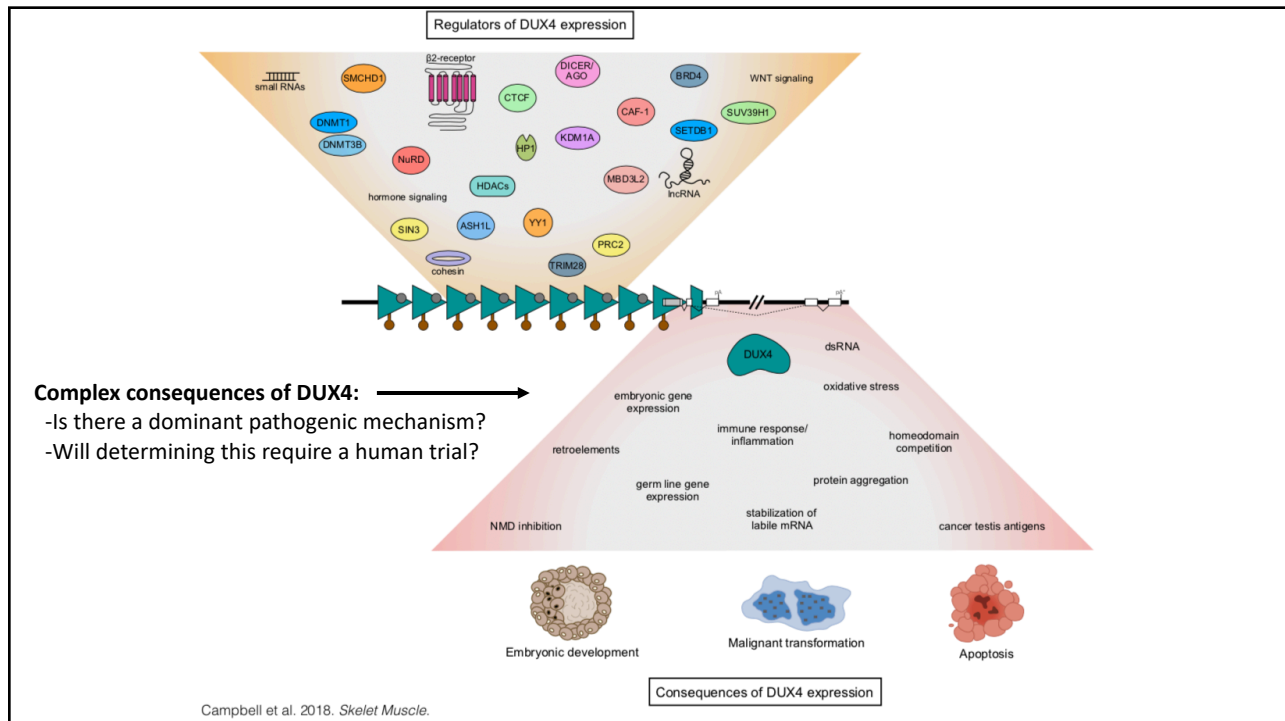 Regulators of DUX4 expression
small RNAs
SMCHD1
β2-receptor
CTCF
DICER/
AGO
BRD4
WNT signaling
CAF-1
SUV39H1
DNMT1
DNMT3B
SETDB1
KDM1A
HP1
NuRD
HDACs
MBD3L2
lncRNA
hormone signaling
SIN3
ASH1L
YY1
PRC2
cohesin
TRIM28
DUX4
dsRNA
oxidative stress
Complex consequences of DUX4:
-Is there a dominant pathogenic mechanism?
-Will determining this require a human trial?
embryonic gene
expression
immune response/
inflammation
homeodomain
competition
retroelements
germ line gene
expression
protein aggregation
stabilization of
labile mRNA
NMD inhibition
cancer testis antigens
Embryonic development
Malignant transformation
Apoptosis
Consequences of DUX4 expression
Campbell et al. 2018. Skelet Muscle.